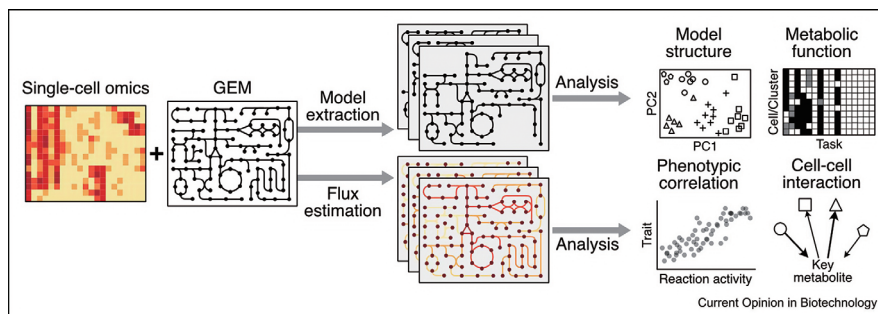 Single-cell omics
+
GEM
Model
extraction
Flux
estimation
Analysis
Analysis
Model
structure
PC2
PC1
Metabolic
function
Cell/Cluster
Task
Phenotypic
correlation
Trait
Reaction activity
Cell-cell
interaction
Key
metabolite
Current Opinion in Biotechnology